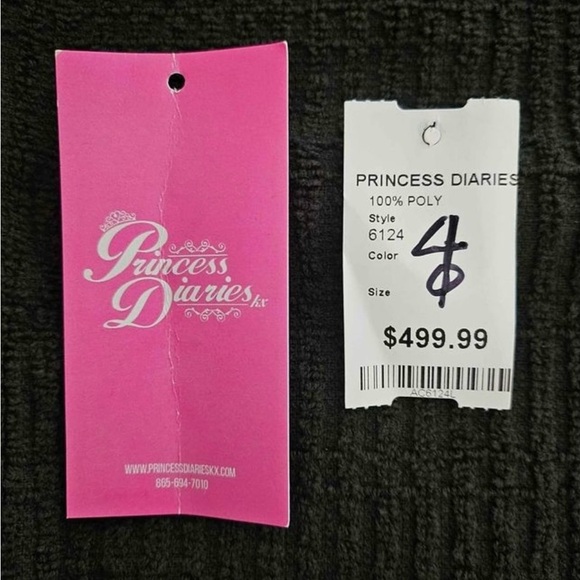 Princess
Diaries kx
WWW.PRINCESSDIARIESKX.COM
865-694-7010
PRINCESS DIARIES
100% POLY
Style
6124
Color
Size
4
$499.99
AC6124L